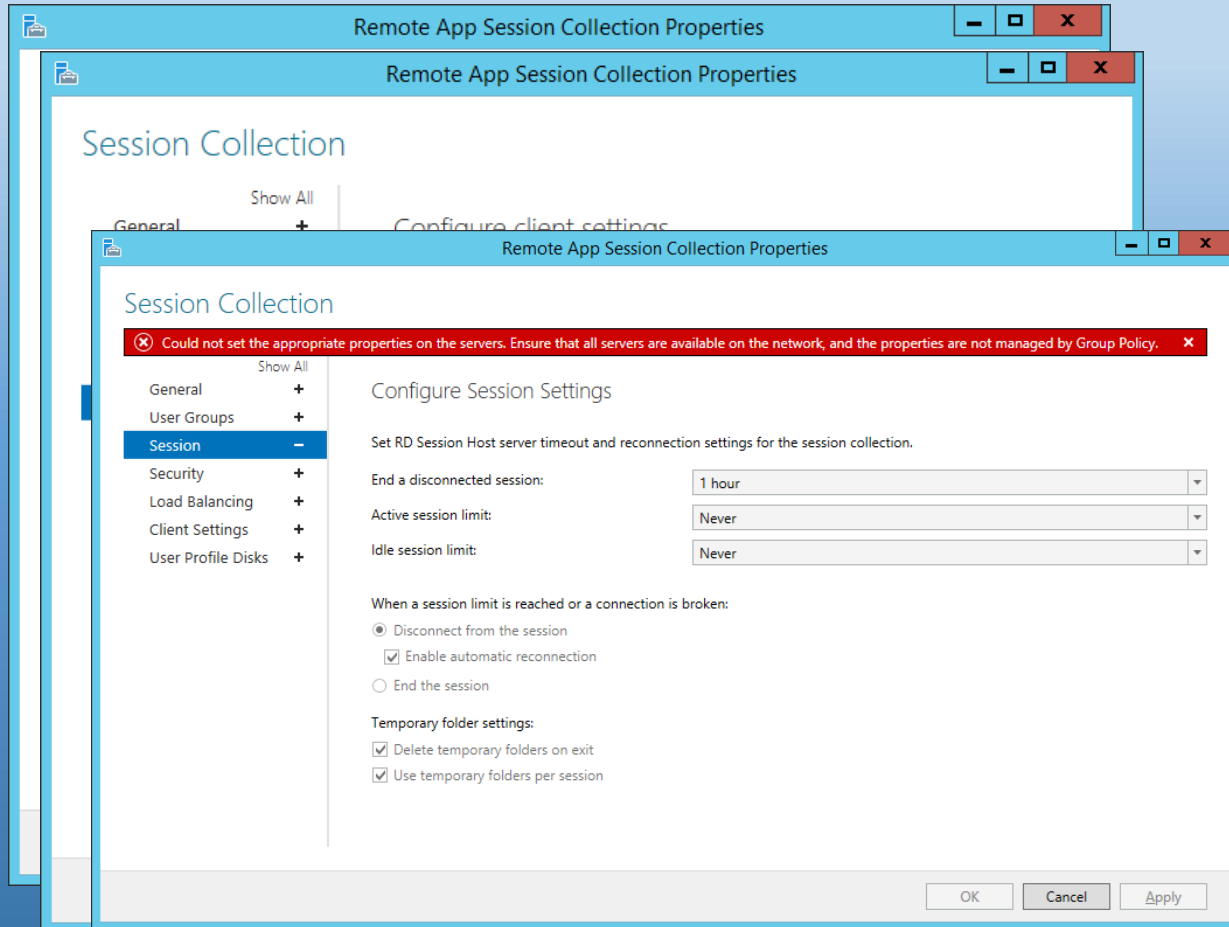 Remote App Session Collection Properties
Remote App Session Collection Properties
Session Collection
Show All
General
Configure client settings
Remote App Session Collection Properties
Session Collection
Could not set the appropriate properties on the servers. Ensure that all servers are available on the network, and the properties are not managed by Group Policy.
Show All
General
User Groups
Session
Security
Load Balancing
Client Settings
User Profile Disks
Configure Session Settings
Set RD Session Host server timeout and reconnection settings for the session collection.
End a disconnected session: 1 hour
Active session limit: Never
Idle session limit: Never
When a session limit is reached or a connection is broken:
Disconnect from the session
Enable automatic reconnection
End the session
Temporary folder settings:
Delete temporary folders on exit
Use temporary folders per session
OK Cancel Apply